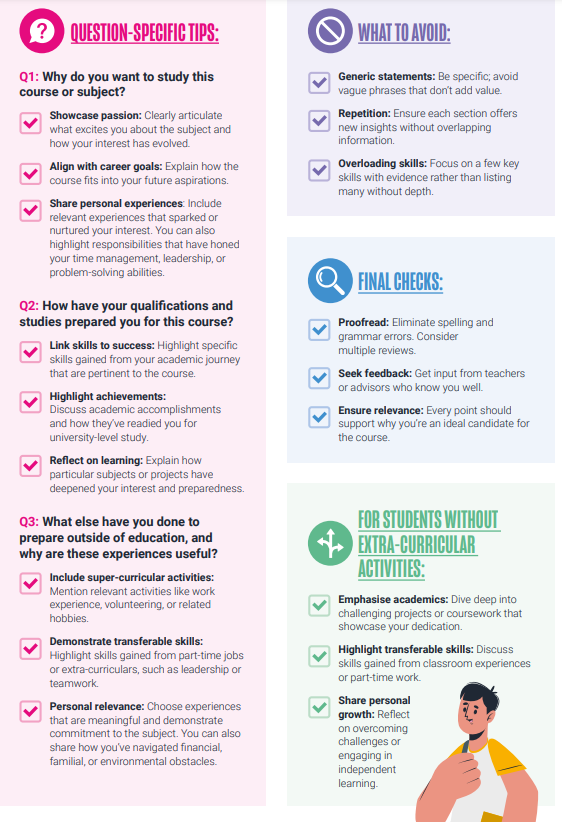 QUESTION-SPECIFIC TIPS:
Q1: Why do you want to study this
course or subject?
Showcase passion: Clearly articulate
what excites you about the subject and
how your interest has evolved.
Align with career goals: Explain how the
course fits into your future aspirations.
Share personal experiences: Include
relevant experiences that sparked or
nurtured your interest. You can also
highlight responsibilities that have honed
your time management, leadership, or
problem-solving abilities.
Q2: How have your qualifications and
studies prepared you for this course?
Link skills to success: Highlight specific
skills gained from your academic journey
that are pertinent to the course.
Highlight achievements:
Discuss academic accomplishments
and how they've readied you for
university-level study.
Reflect on learning: Explain how
particular subjects or projects have
deepened your interest and preparedness.
Q3: What else have you done to
prepare outside of education, and
why are these experiences useful?
Include super-curricular activities:
Mention relevant activities like work
experience, volunteering, or related
hobbies.
Demonstrate transferable skills:
Highlight skills gained from part-time jobs
or extra-curriculars, such as leadership or
teamwork.
Personal relevance: Choose experiences
that are meaningful and demonstrate
commitment to the subject. You can also
share how you've navigated financial,
familial, or environmental obstacles.
WHAT TO AVOID:
Generic statements: Be specific; avoid
vague phrases that don't add value.
Repetition: Ensure each section offers
new insights without overlapping
information.
Overloading skills: Focus on a few key
skills with evidence rather than listing
many without depth.
FINAL CHECKS:
Proofread: Eliminate spelling and
grammar errors. Consider
multiple reviews.
Seek feedback: Get input from teachers
or advisors who know you well.
Ensure relevance: Every point should
support why you're an ideal candidate for
the course.
FOR STUDENTS WITHOUT
EXTRA-CURRICULAR
ACTIVITIES:
Emphasise academics: Dive deep into
challenging projects or coursework that
showcase your dedication.
Highlight transferable skills: Discuss
skills gained from classroom experiences
or part-time work.
Share personal
growth: Reflect
on overcoming
challenges or
engaging in
independent
learning.